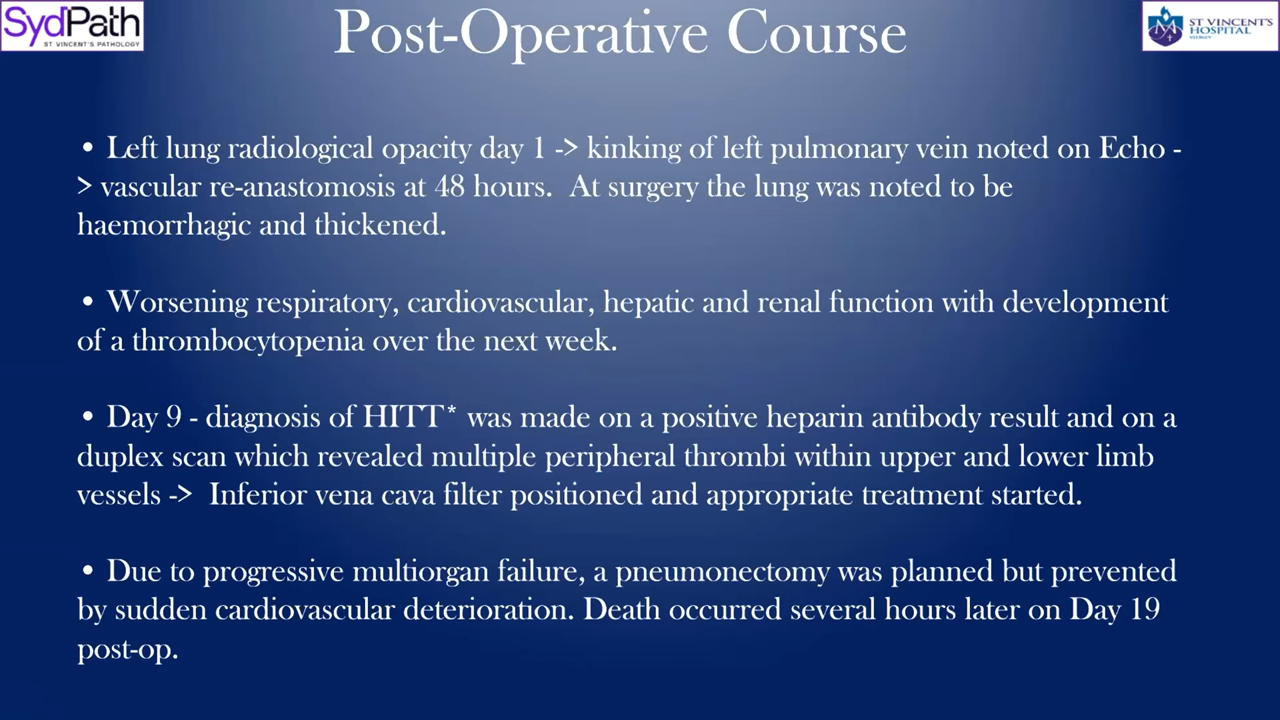 SydPath
ST VINCENT'S PATHOLOGY
Post-Operative Course
ST VINCENT'S
HOSPITAL
SYDNEY
• Left lung radiological opacity day 1 -> kinking of left pulmonary vein noted on Echo -
> vascular re-anastomosis at 48 hours.  At surgery the lung was noted to be
haemorrhagic and thickened.
• Worsening respiratory, cardiovascular, hepatic and renal function with development
of a thrombocytopenia over the next week.
• Day 9 - diagnosis of HITT* was made on a positive heparin antibody result and on a
duplex scan which revealed multiple peripheral thrombi within upper and lower limb
vessels ->  Inferior vena cava filter positioned and appropriate treatment started.
• Due to progressive multiorgan failure, a pneumonectomy was planned but prevented
by sudden cardiovascular deterioration. Death occurred several hours later on Day 19
post-op.